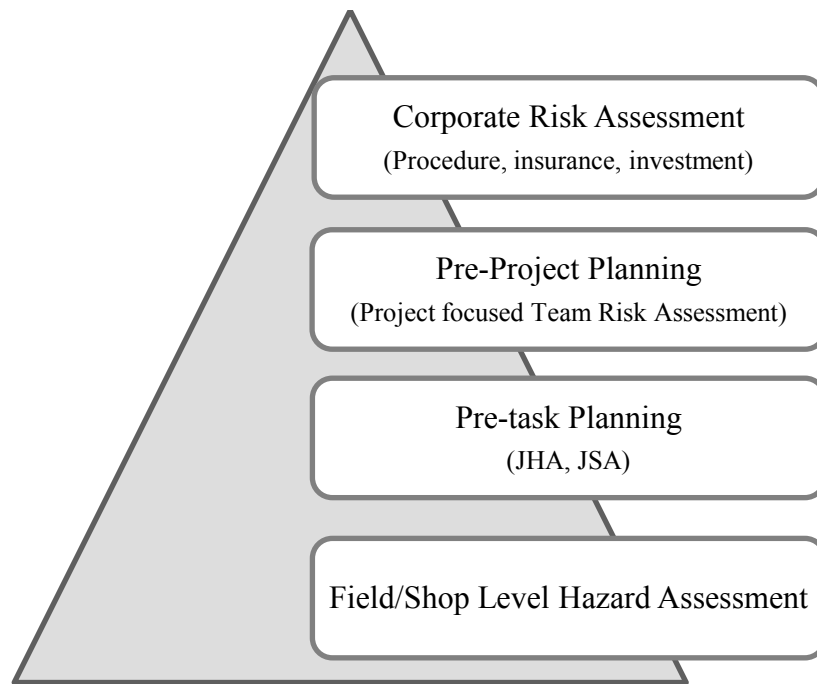 Corporate Risk Assessment
(Procedure, insurance, investment)
Pre-Project Planning
(Project focused Team Risk Assessment)
Pre-task Planning
(JHA, JSA)
Field/Shop Level Hazard Assessment